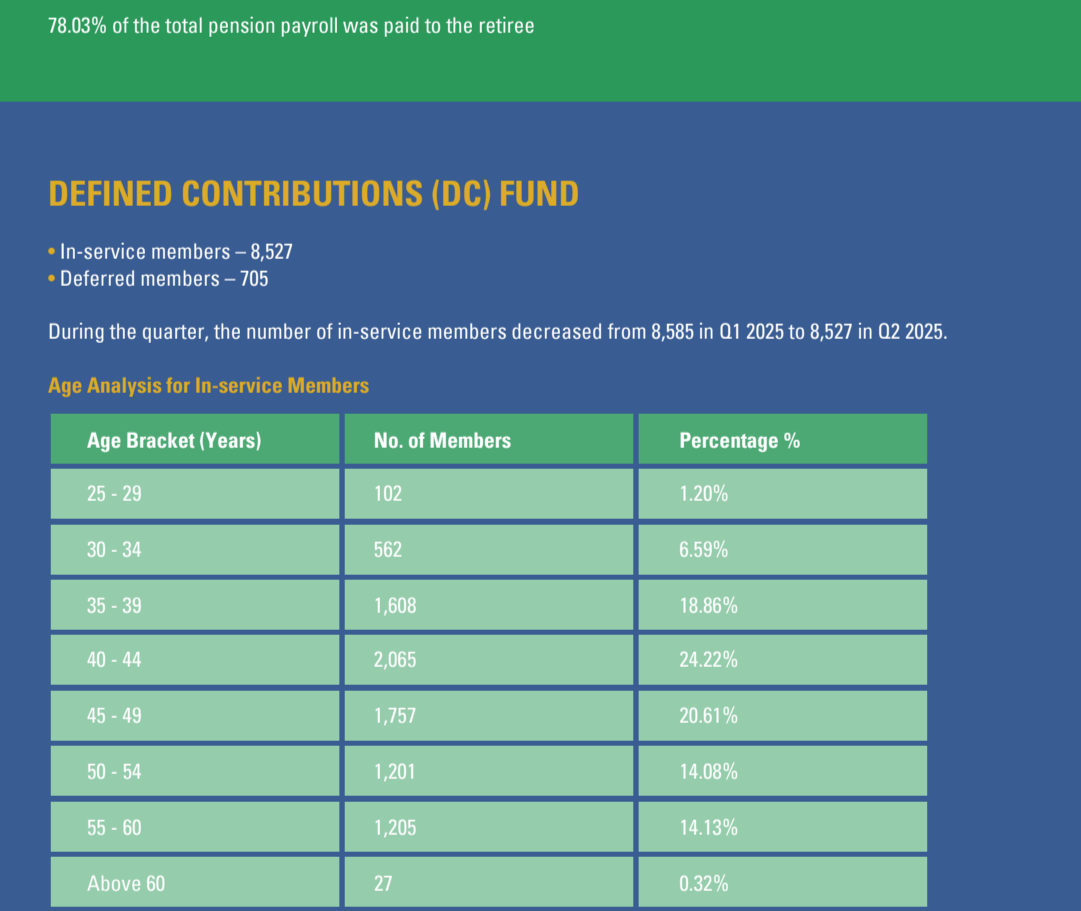 78.03% of the total pension payroll was paid to the retiree
DEFINED CONTRIBUTIONS (DC) FUND
• In-service members – 8,527
• Deferred members – 705
During the quarter, the number of in-service members decreased from 8,585 in Q1 2025 to 8,527 in Q2 2025.
Age Analysis for In-service Members
Age Bracket (Years) No. of Members Percentage %
25 - 29 102 1.20%
30 - 34 562 6.59%
35 - 39 1,608 18.86%
40 - 44 2,065 24.22%
45 - 49 1,757 20.61%
50 - 54 1,201 14.08%
55 - 60 1,205 14.13%
Above 60 27 0.32%